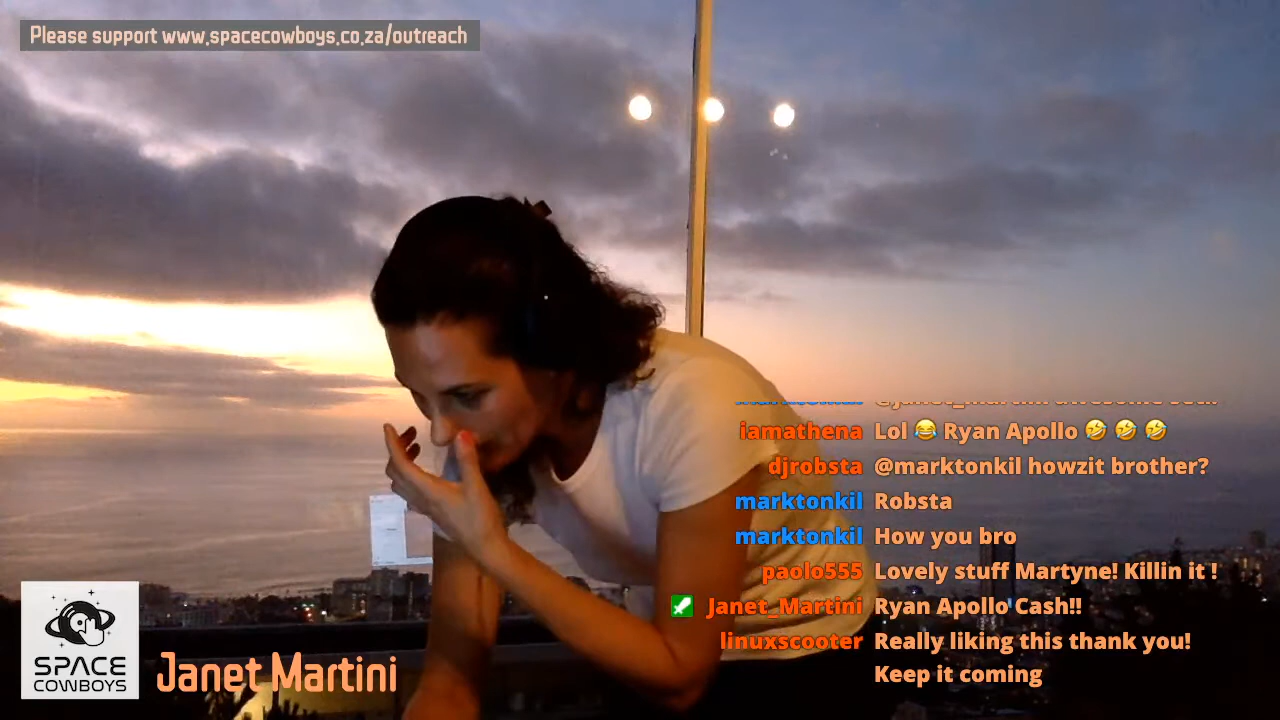 Please support www.spacecowboys.co.za/outreach
iamathena Lol 😂 Ryan Apollo 🤣 🤣 🤣
djrobsta @marktonkil howzit brother?
marktonkil Robsta
marktonkil How you bro
paolo555 Lovely stuff Martyne! Killin it !
Janet_Martini Ryan Apollo Cash!!
linuxscooter Really liking this thank you!
Keep it coming
SPACE
COWBOYS
Janet Martini